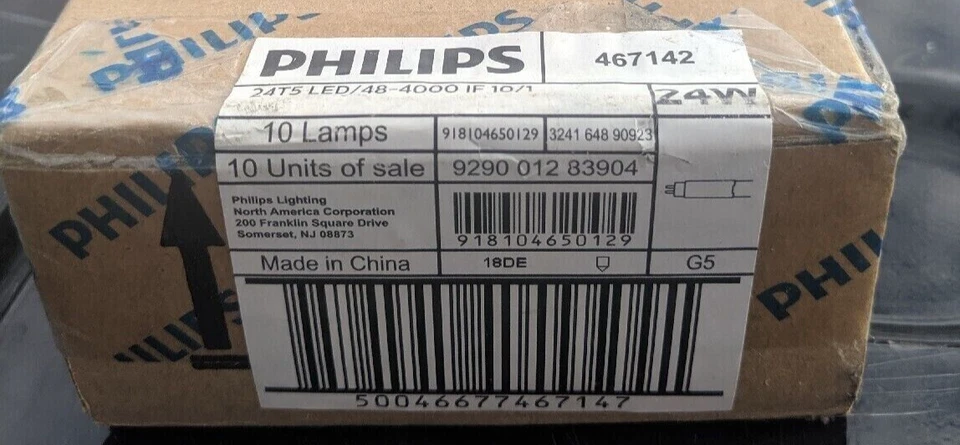 PHILIPS
PHILIPS 467142
24T5 LED/48-4000 IF 10/1 24W
10 Lamps 918104650129 3241 648 90923
10 Units of sale 9290 012 83904
Philips Lighting
North America Corporation
200 Franklin Square Drive
Somerset, NJ 08873
918104650129
Made in China 18DE G5
50046677467147
PHILIPS
PHILIPS